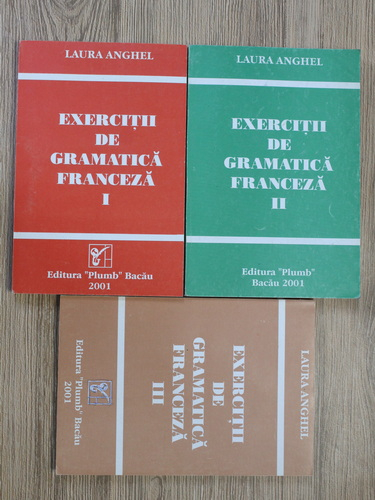 LAURA ANGHEL
EXERCIȚII
DE
GRAMATICĂ
FRANCEZĂ
I
Editura "Plumb" Bacău
2001
LAURA ANGHEL
EXERCIȚII
DE
GRAMATICĂ
FRANCEZĂ
II
Editura "Plumb"
Bacău 2001
LAURA ANGHEL
EXERCIȚII
DE
GRAMATICĂ
FRANCEZĂ
III
Editura "Plumb" Bacău
2001